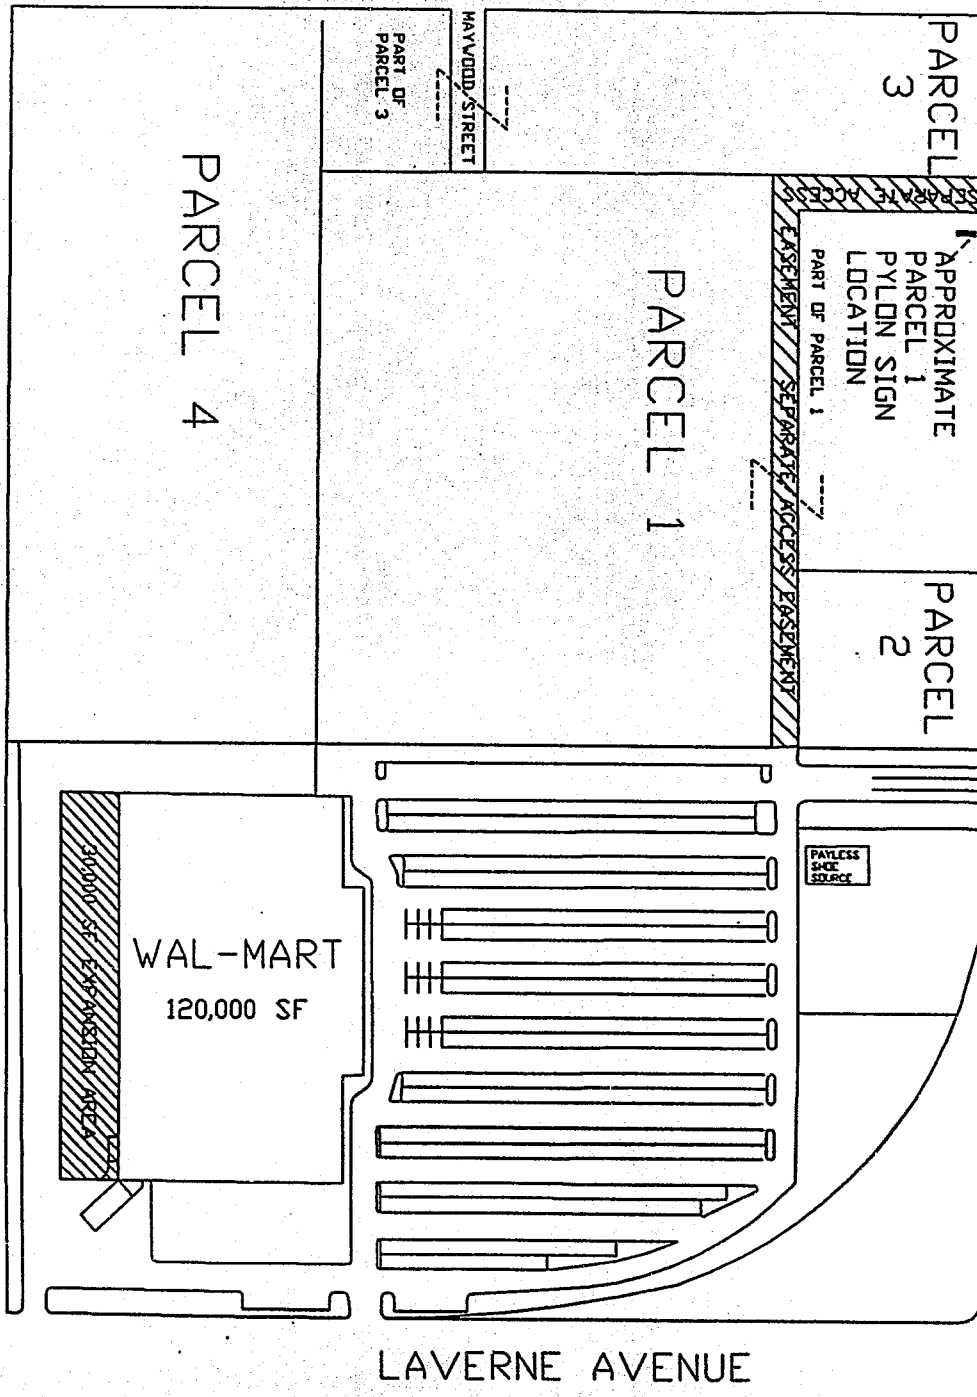 PARCEL
3
MAYWOOD STREET
PART OF
PARCEL 3
SEPARATE ACCESS
EASEMENT
SEPARATE ACCESS EASEMENT
APPROXIMATE
PARCEL 1
PYLON SIGN
LOCATION
PART OF PARCEL 1
PARCEL 4
PARCEL 1
PARCEL
2
PAYLESS
SHOE
SOURCE
WAL-MART
120,000 SF
30,000 SF EXPANSION AREA
LAVERNE AVENUE